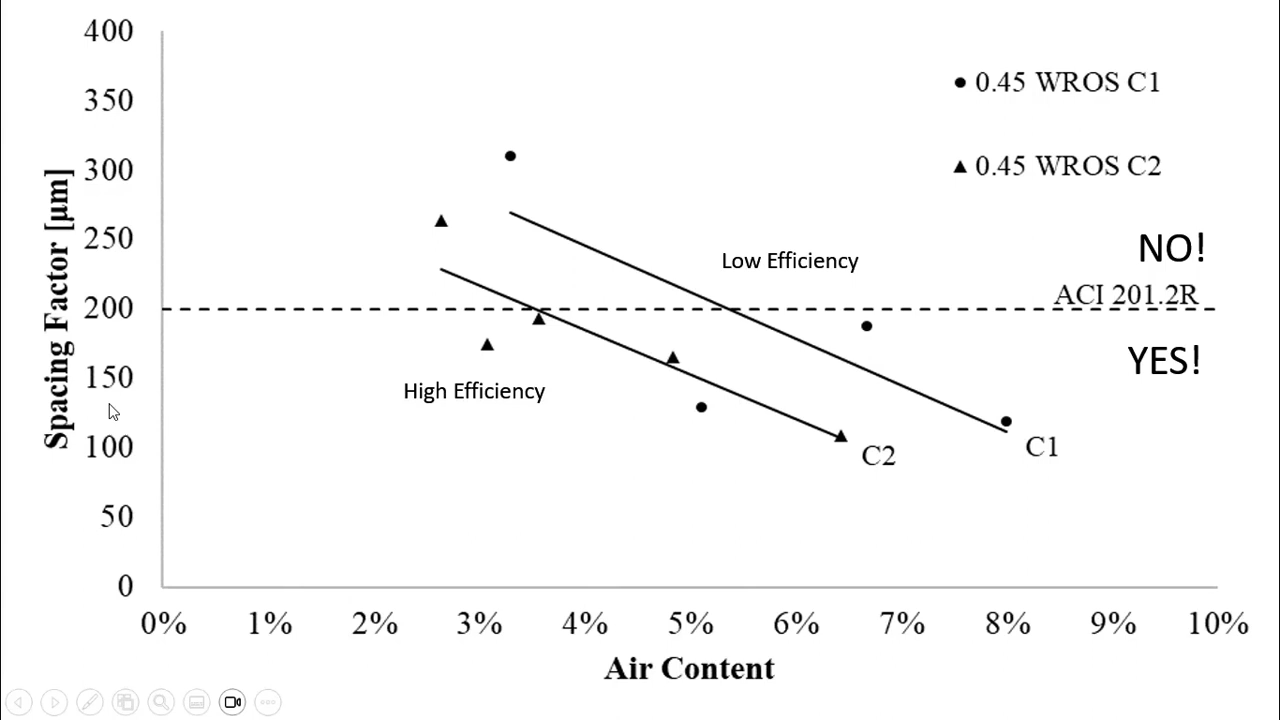 400
350
300
250
200
150
100
50
0
Spacing Factor [µm]
0.45 WROS C1
0.45 WROS C2
NO!
Low Efficiency
ACI 201.2R
YES!
High Efficiency
C2
C1
0% 1% 2% 3% 4% 5% 6% 7% 8% 9% 10%
Air Content